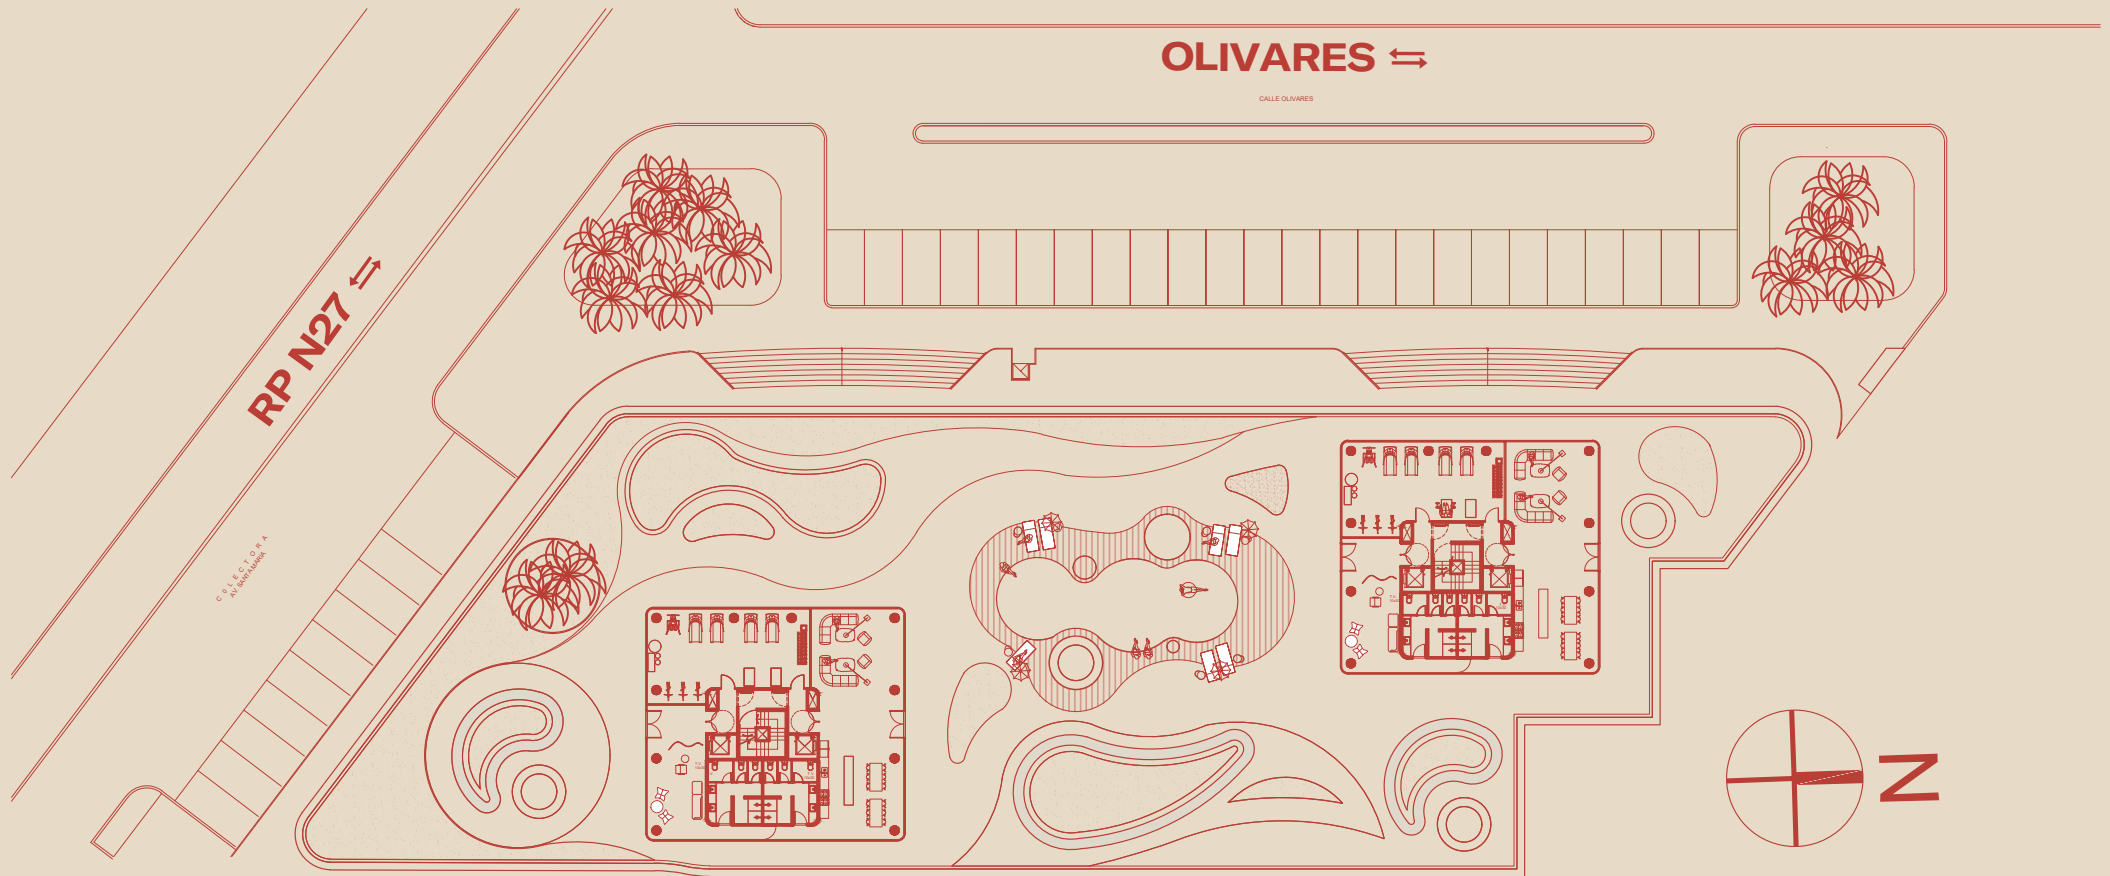 OLIVARES
CALLE OLIVARES
RP N27
COLECTORA
AV. SANTA MARIA
N